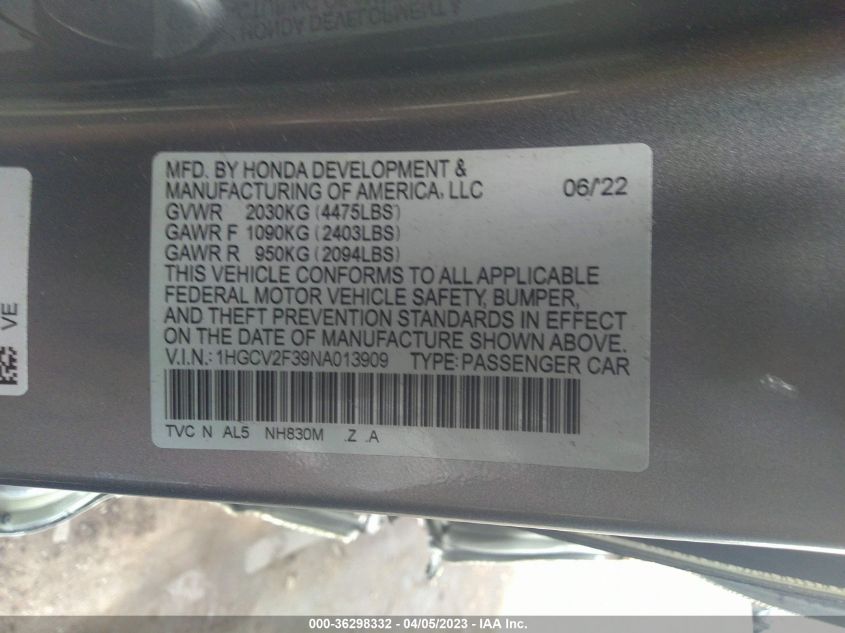 MFD. BY HONDA DEVELOPMENT &
MANUFACTURING OF AMERICA, LLC 06/'22
GVWR 2030KG (4475LBS)
GAWR F 1090KG (2403LBS)
GAWR R 950KG (2094LBS)
THIS VEHICLE CONFORMS TO ALL APPLICABLE
FEDERAL MOTOR VEHICLE SAFETY, BUMPER,
AND THEFT PREVENTION STANDARDS IN EFFECT
ON THE DATE OF MANUFACTURE SHOWN ABOVE.
V.I.N.: 1HGCV2F39NA013909 TYPE: PASSENGER CAR
TVC N AL5 NH830M .Z .A
VE
000-36298332 - 04/05/2023 - IAA Inc.